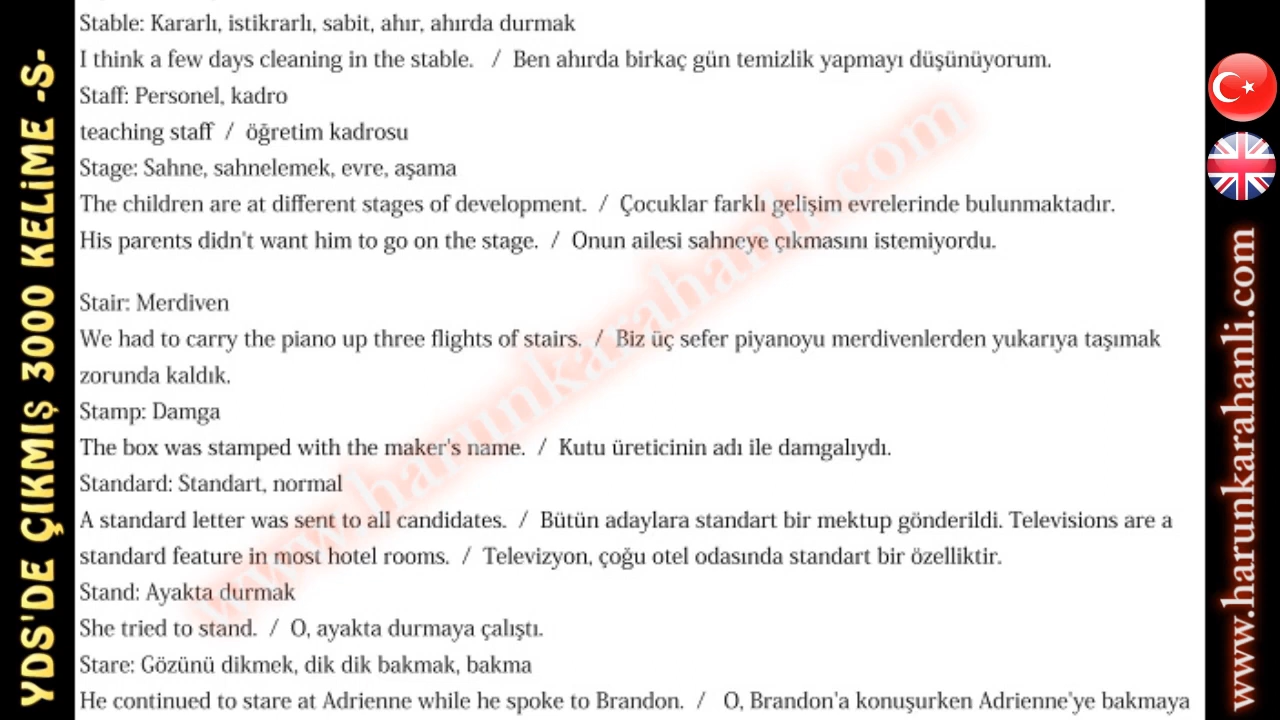 YDS'DE ÇIKMIŞ 3000 KELİME -S-
Stable: Kararlı, istikrarlı, sabit, ahır, ahırda durmak
I think a few days cleaning in the stable. / Ben ahırda birkaç gün temizlik yapmayı düşünüyorum.
Staff: Personel, kadro
teaching staff / öğretim kadrosu
Stage: Sahne, sahnelemek, evre, aşama
The children are at different stages of development. / Çocuklar farklı gelişim evrelerinde bulunmaktadır.
His parents didn't want him to go on the stage. / Onun ailesi sahneye çıkmasını istemiyordu.
Stair: Merdiven
We had to carry the piano up three flights of stairs. / Biz üç sefer piyanoyu merdivenlerden yukarıya taşımak
zorunda kaldık.
Stamp: Damga
The box was stamped with the maker's name. / Kutu üreticinin adı ile damgalıydı.
Standard: Standart, normal
A standard letter was sent to all candidates. / Bütün adaylara standart bir mektup gönderildi. Televisions are a
standard feature in most hotel rooms. / Televizyon, çoğu otel odasında standart bir özelliktir.
Stand: Ayakta durmak
She tried to stand. / O, ayakta durmaya çalıştı.
Stare: Gözünü dikmek, dik dik bakmak, bakma
He continued to stare at Adrienne while he spoke to Brandon. / O, Brandon'a konuşurken Adrienne'ye bakmaya
www.harunkarahanli.com
www.harunkarahanli.com